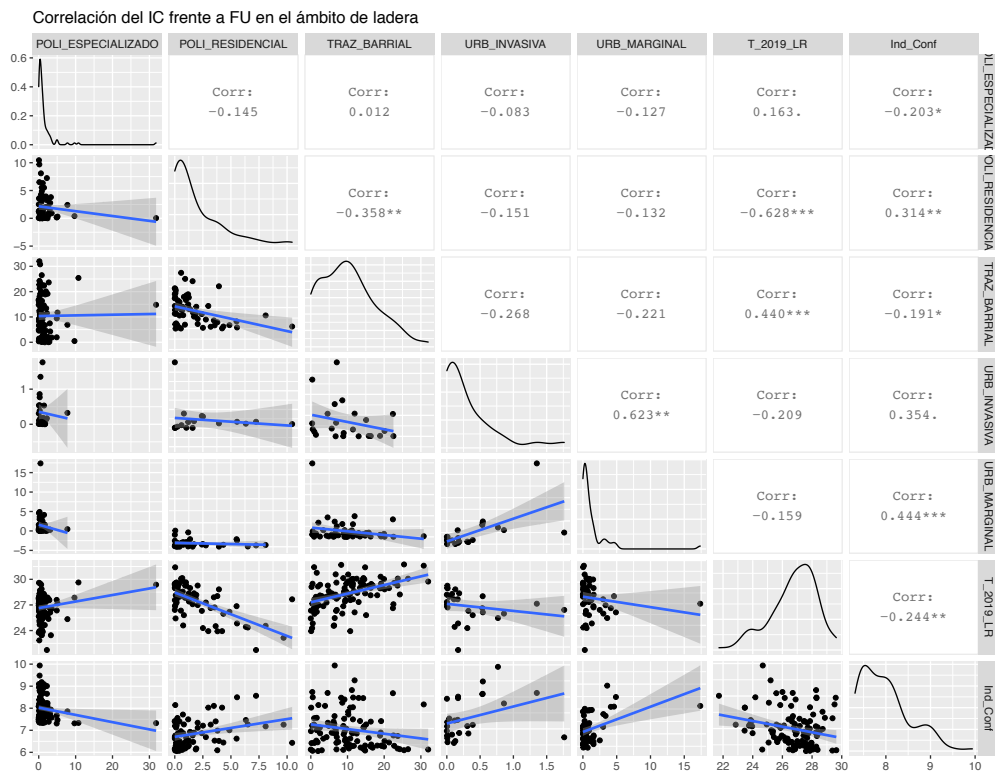 Correlación del IC frente a FU en el ámbito de ladera
POLI_ESPECIALIZADO POLI_RESIDENCIAL TRAZ_BARRIAL URB_INVASIVA URB_MARGINAL T_2019_LR Ind_Conf
0.6
0.4
0.2
0.0
Corr: Corr: Corr: Corr: Corr: Corr:
−0.145 0.012 −0.083 −0.127 0.163. −0.203*
10
5
0
−5
Corr: Corr: Corr: Corr: Corr:
−0.358** −0.151 −0.132 −0.628*** 0.314**
30
20
10
0
Corr: Corr: Corr: Corr:
−0.268 −0.221 0.440*** −0.191*
TRAZ_BARRIAL
1
0
Corr: Corr: Corr:
0.623** −0.209 0.354.
URB_INVASIVA
15
10
5
0
−5
Corr: Corr:
−0.159 0.444***
URB_MARGINAL
30
27
24
Corr:
−0.244**
T_2019_LR
10
9
8
7
6
Ind_Conf
0 10 20 30 0.0 2.5 5.0 7.5 10.0 0 10 20 30 0.0 0.5 1.0 1.5 0 5 10 15 22 24 26 28 30 8 9 10